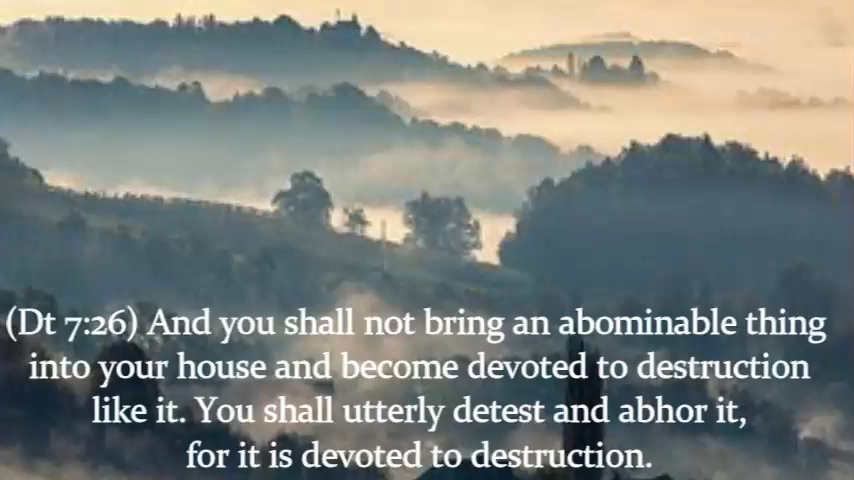 (Dt 7:26) And you shall not bring an abominable thing
into your house and become devoted to destruction
like it. You shall utterly detest and abhor it,
for it is devoted to destruction.